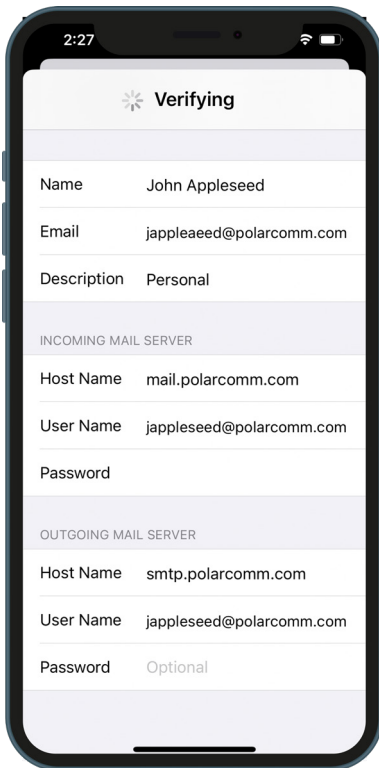 2:27
Verifying
Name John Appleseed
Email jappleaeed@polarcomm.com
Description Personal
INCOMING MAIL SERVER
Host Name mail.polarcomm.com
User Name jappleseed@polarcomm.com
Password
OUTGOING MAIL SERVER
Host Name smtp.polarcomm.com
User Name jappleseed@polarcomm.com
Password Optional